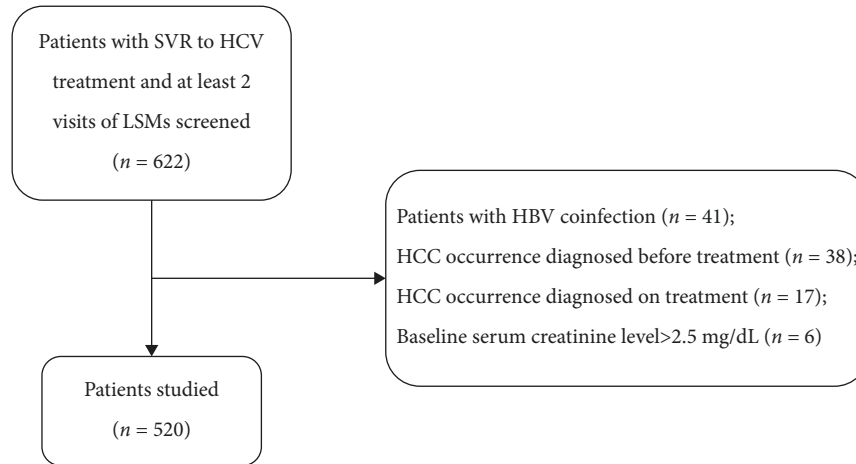 Patients with SVR to HCV
treatment and at least 2
visits of LSMs screened
(n = 622)
Patients with HBV coinfection (n = 41);
HCC occurrence diagnosed before treatment (n = 38);
HCC occurrence diagnosed on treatment (n = 17);
Baseline serum creatinine level>2.5 mg/dL (n = 6)
Patients studied
(n = 520)